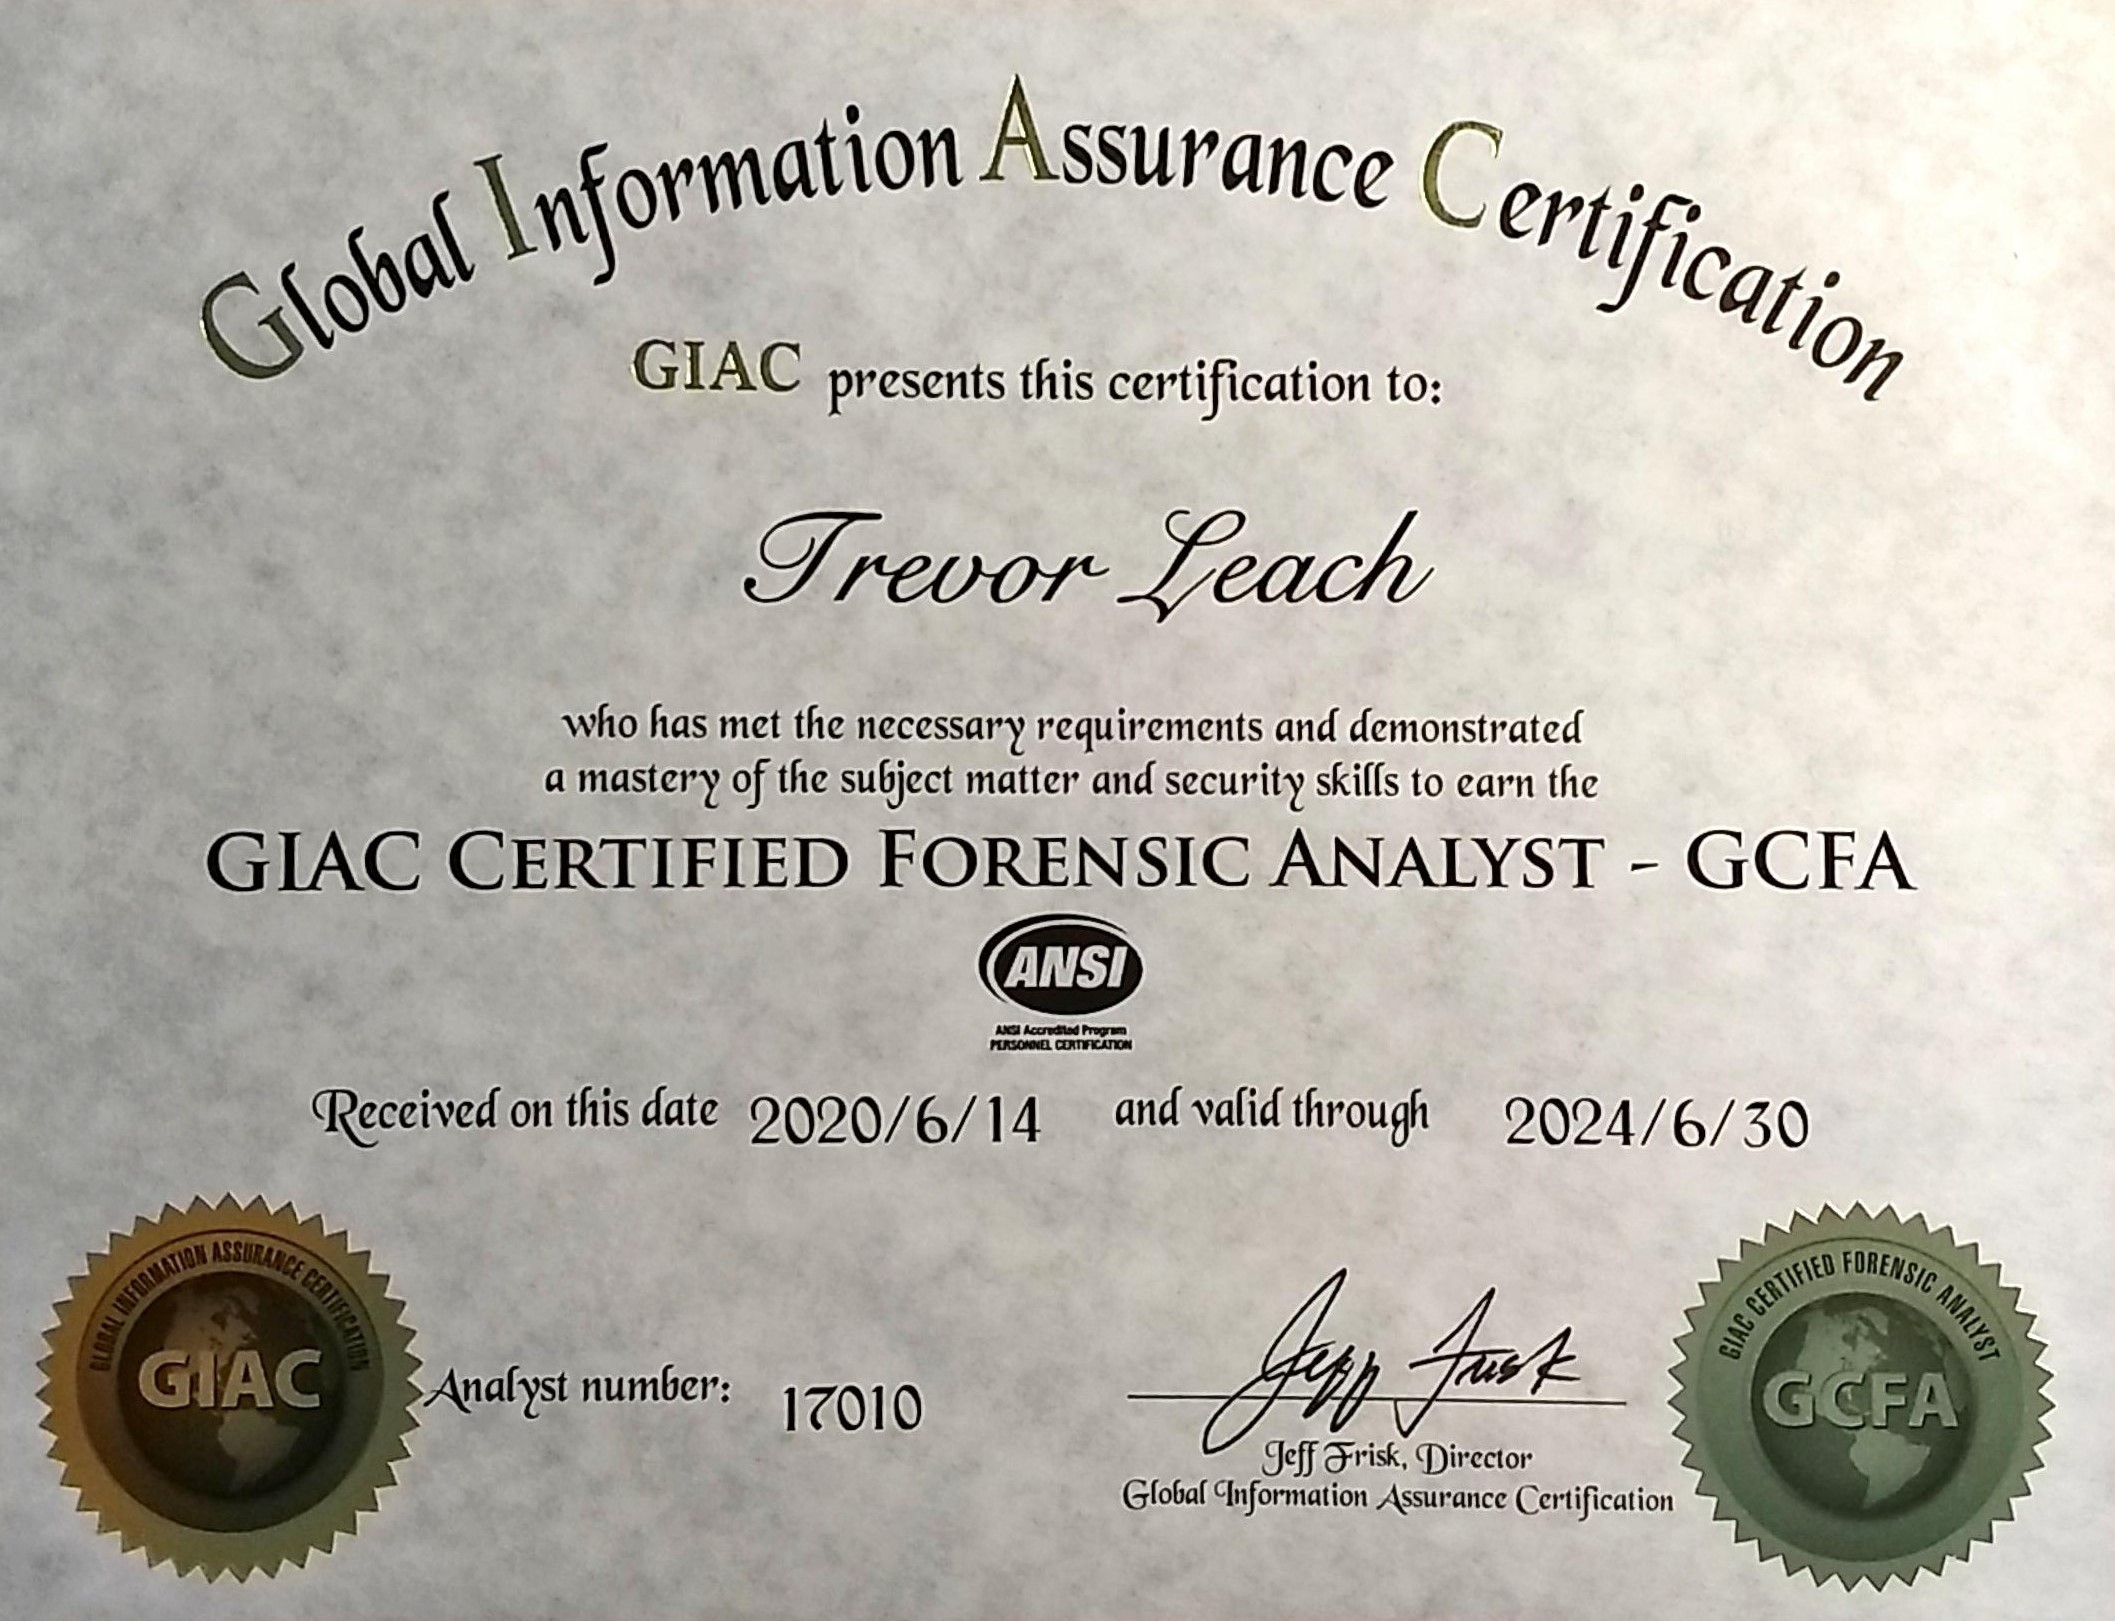 Global Information Assurance Certification
GIAC presents this certification to:
Trevor Leach
who has met the necessary requirements and demonstrated
a mastery of the subject matter and security skills to earn the
GIAC CERTIFIED FORENSIC ANALYST - GCFA
ANSI
ANSI Accredited Program
PERSONNEL CERTIFICATION
Received on this date 2020/6/14 and valid through 2024/6/30
GLOBAL INFORMATION ASSURANCE CERTIFICATION
GIAC
Analyst number: 17010
Jeff Frisk
Jeff Frisk, Director
Global Information Assurance Certification
GIAC CERTIFIED FORENSIC ANALYST
GCFA